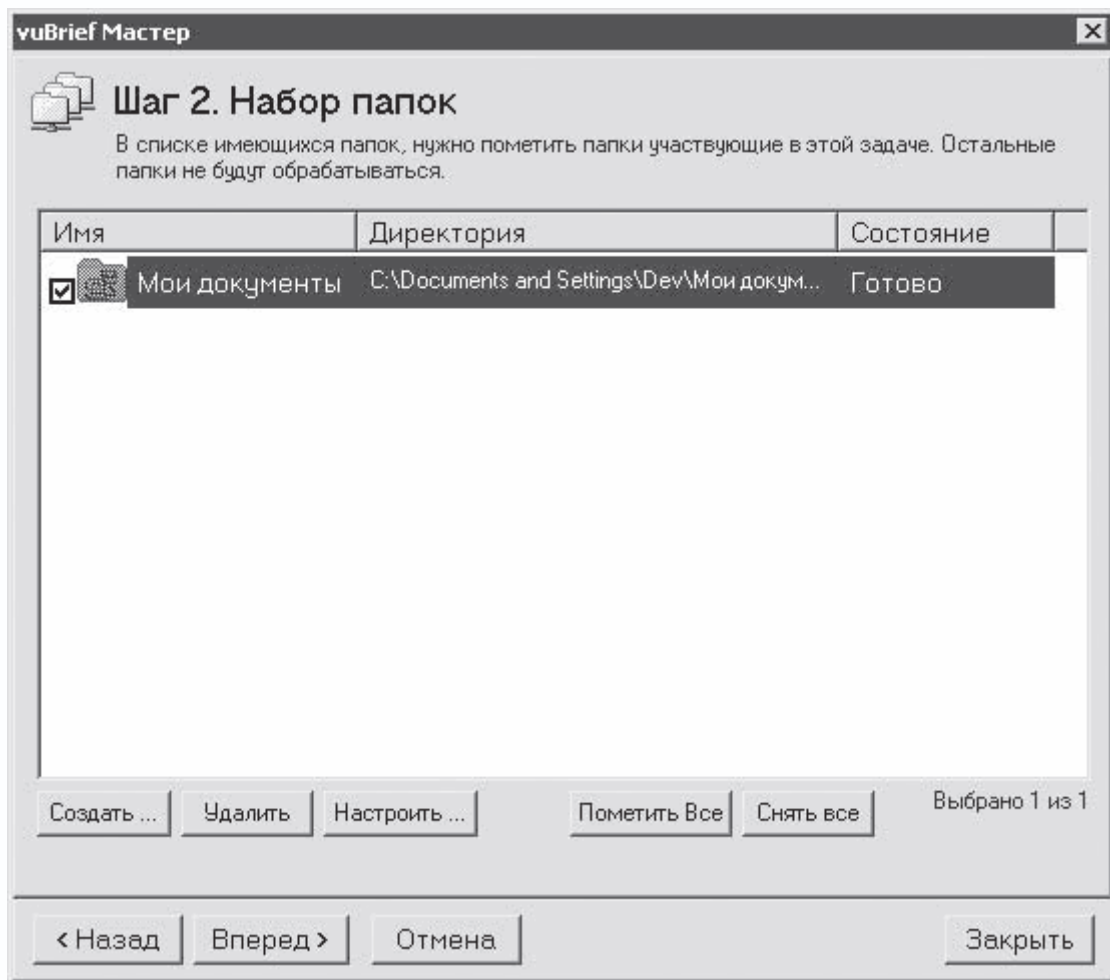 vuBrief Мастер
Шаг 2. Набор папок
В списке имеющихся папок, нужно пометить папки участвующие в этой задаче. Остальные
папки не будут обрабатываться.
Имя Директория Состояние
Мои документы C:\Documents and Settings\Dev\Мои докум... Готово
Создать ... Удалить Настроить ... Пометить Все Снять все Выбрано 1 из 1
< Назад Вперед > Отмена Закрыть